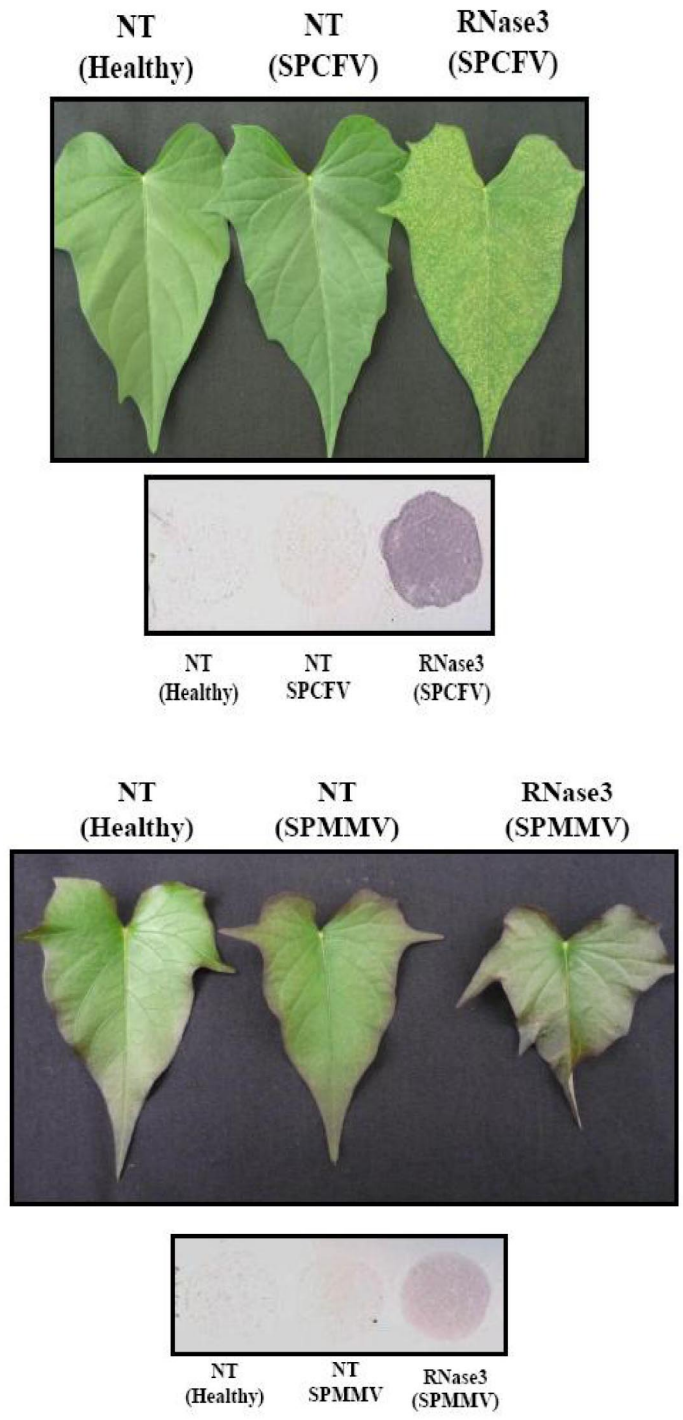 NT
(Healthy)
NT
(SPCFV)
RNase3
(SPCFV)
NT
(Healthy)
NT
SPCFV
RNase3
(SPCFV)
NT
(Healthy)
NT
(SPMMV)
RNase3
(SPMMV)
NT
(Healthy)
NT
SPMMV
RNase3
(SPMMV)